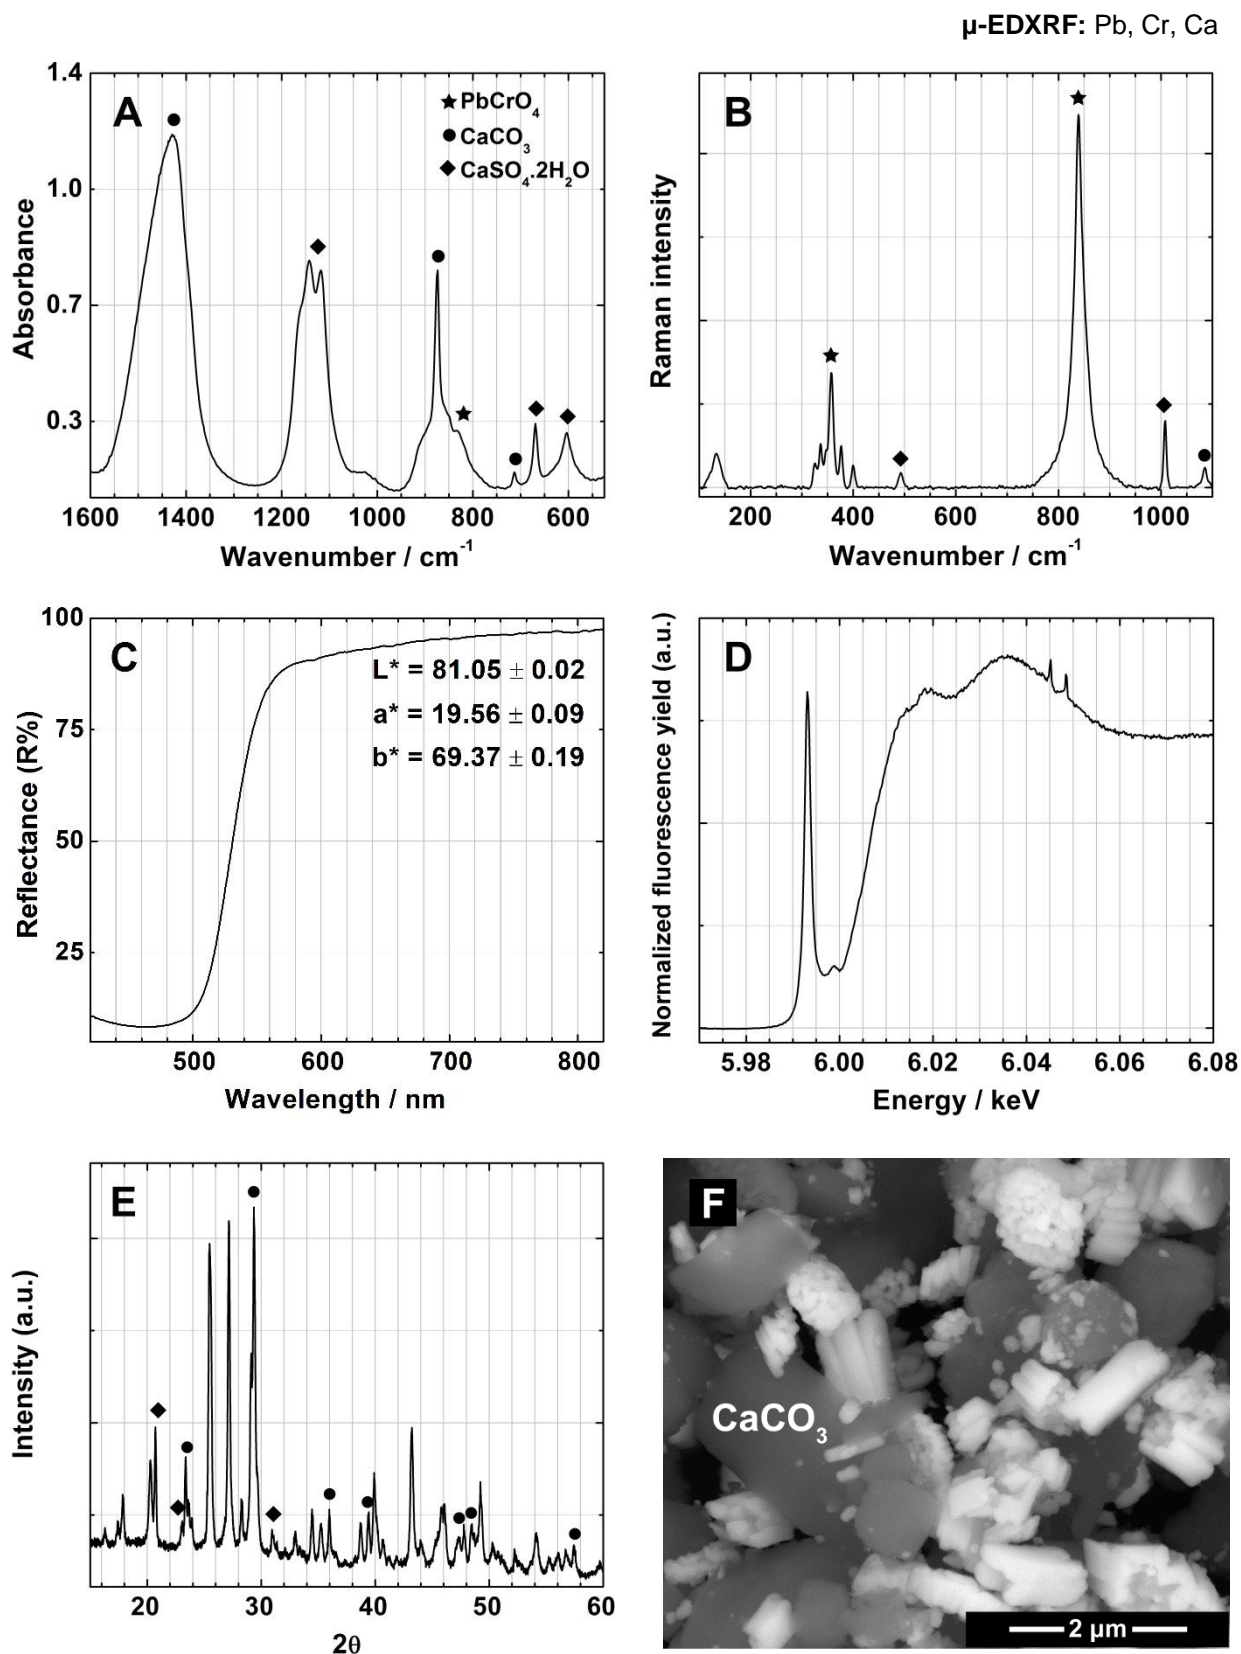 μ-EDXRF: Pb, Cr, Ca
A
★ PbCrO4
● CaCO3
◆ CaSO4.2H2O
1.4
1.0
0.7
0.3
Absorbance
1600 1400 1200 1000 800 600
Wavenumber / cm-1
B
Raman intensity
200 400 600 800 1000
Wavenumber / cm-1
C
L* = 81.05 ± 0.02
a* = 19.56 ± 0.09
b* = 69.37 ± 0.19
100
75
50
25
Reflectance (R%)
500 600 700 800
Wavelength / nm
D
Normalized fluorescence yield (a.u.)
5.98 6.00 6.02 6.04 6.06 6.08
Energy / keV
E
Intensity (a.u.)
20 30 40 50 60
2θ
F
CaCO3
2 μm